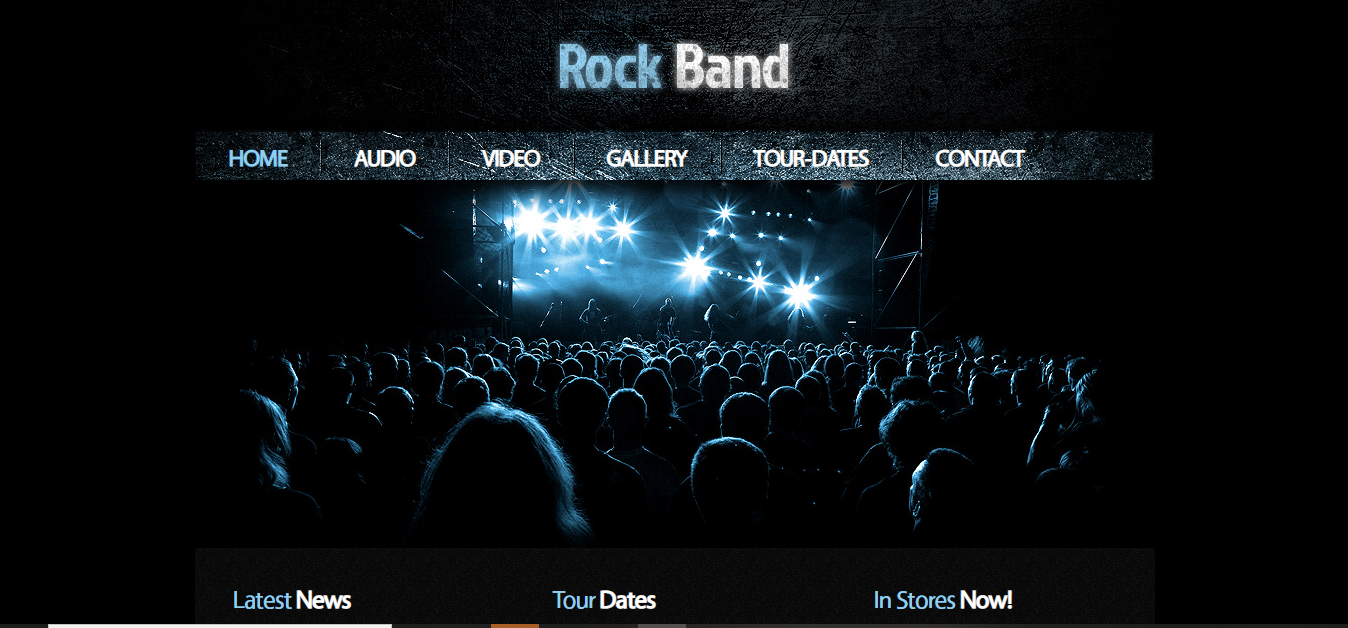 Rock Band
HOME AUDIO VIDEO GALLERY TOUR-DATES CONTACT
Latest News Tour Dates In Stores Now!